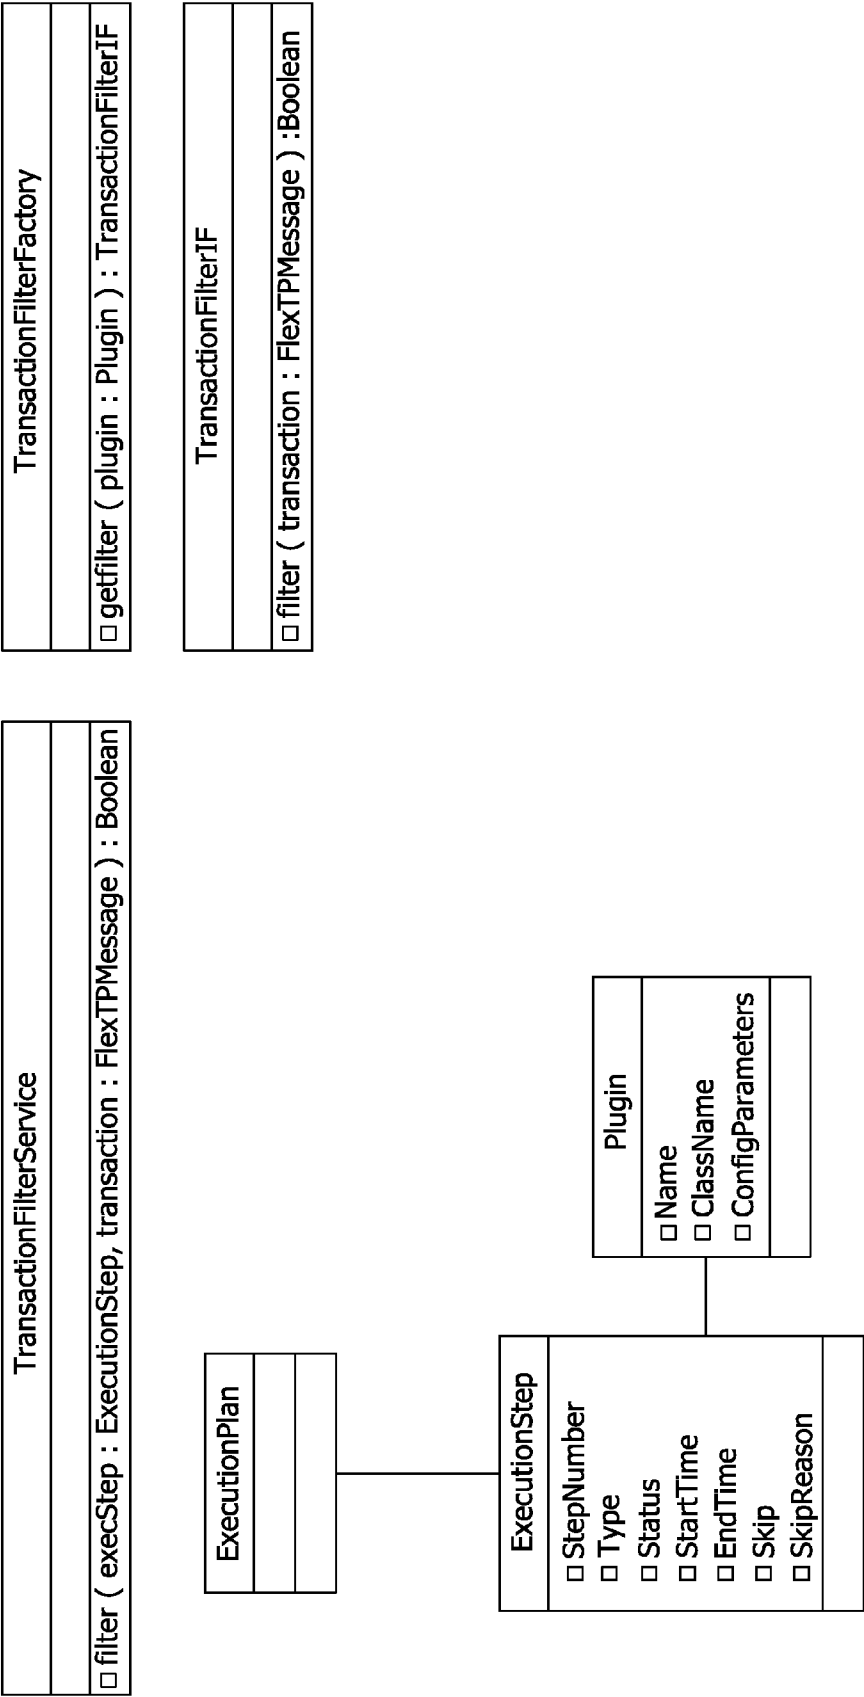 TransactionFilterService
filter ( execStep : ExecutionStep, transaction : FlexTPMessage ) : Boolean
TransactionFilterFactory
getfilter ( plugin : Plugin ) : TransactionFilterIF
TransactionFilterIF
filter ( transaction : FlexTPMessage ) :Boolean
ExecutionPlan
ExecutionStep
StepNumber
Type
Status
StartTime
EndTime
Skip
SkipReason
Plugin
Name
ClassName
ConfigParameters